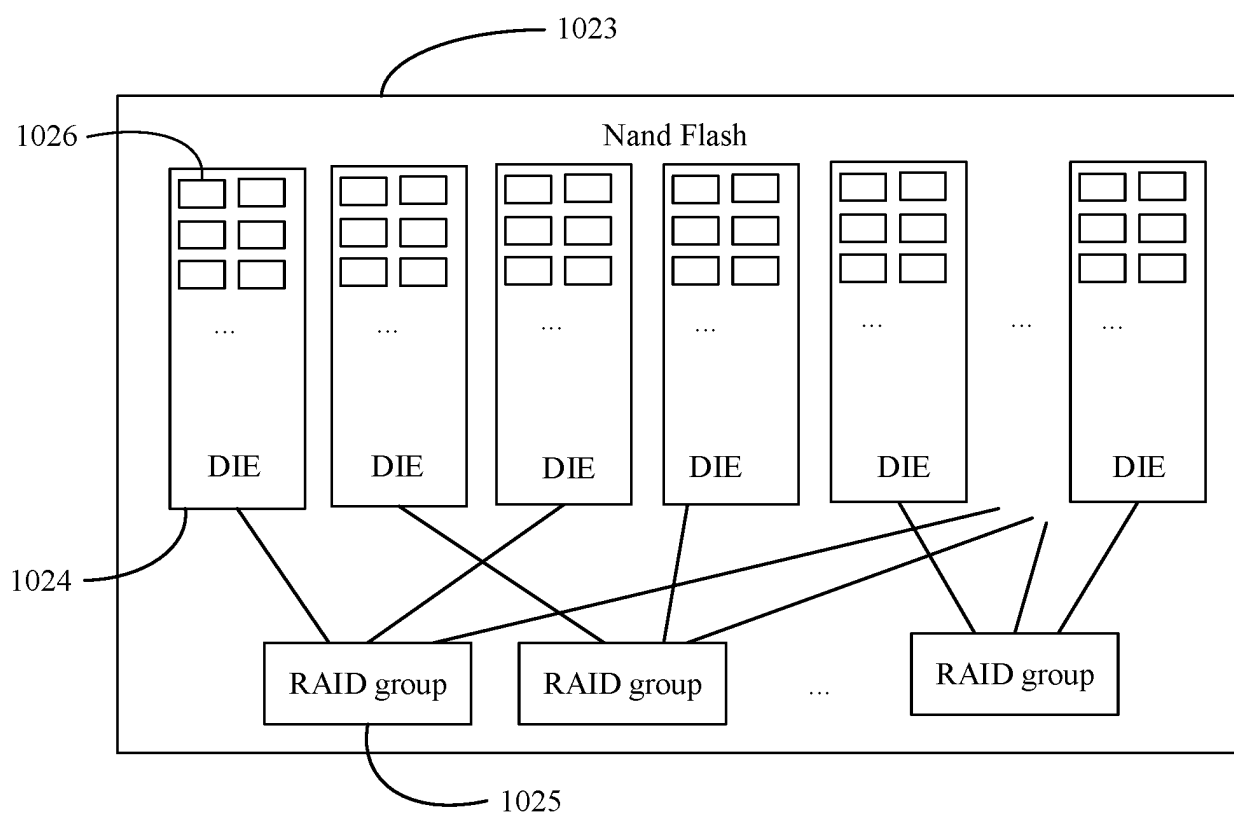 1023
1026
Nand Flash
... ... ... ... ... ... ...
DIE DIE DIE DIE DIE DIE
1024
RAID group RAID group ... RAID group
1025